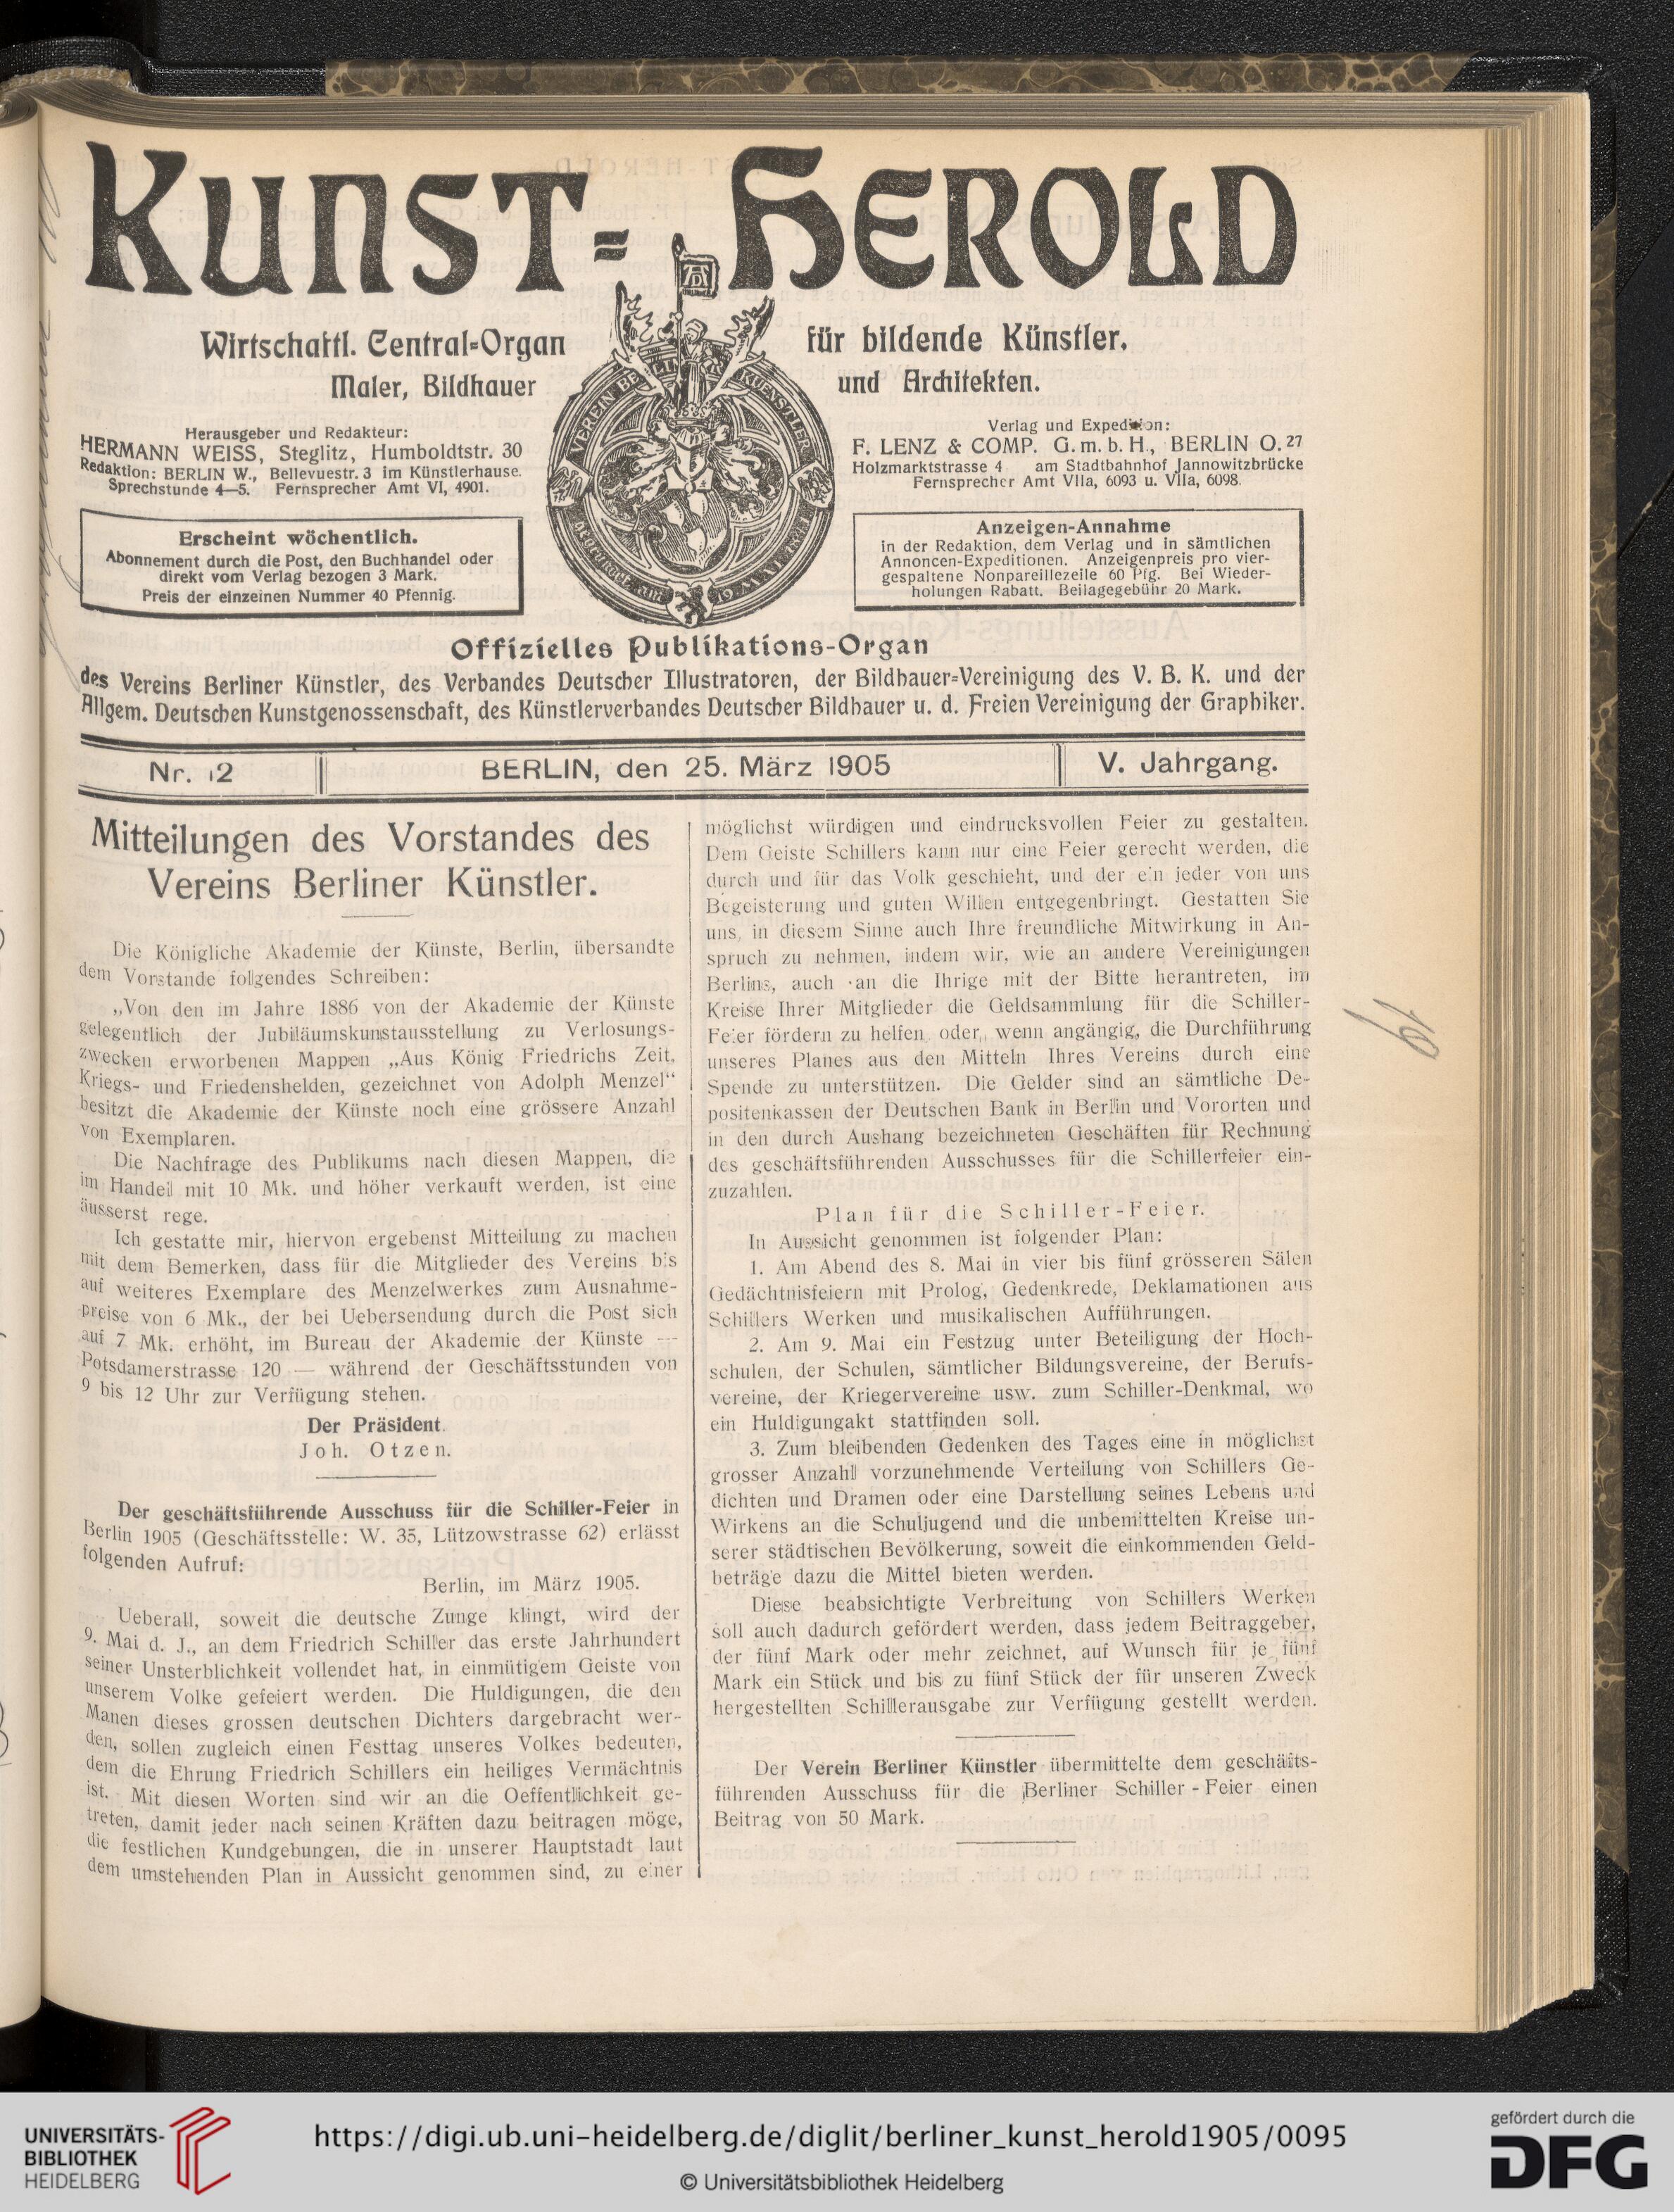 KUNST=HEROLD
Wirtschaftl. Central=Organ für bildende Künstler,
Maler, Bildhauer und Architekten.
VEREIN BERLINER KUENSTLER
Herausgeber und Redakteur:
HERMANN WEISS, Steglitz, Humboldtstr. 30
Redaktion: BERLIN W., Bellevuestr. 3 im Künstlerhause.
Sprechstunde 4—5. Fernsprecher Amt VI, 4901.
Erscheint wöchentlich.
Abonnement durch die Post, den Buchhandel oder
direkt vom Verlag bezogen 3 Mark.
Preis der einzeinen Nummer 40 Pfennig.
Verlag und Expedition:
F. LENZ & COMP. G. m. b. H., BERLIN O. 27
Holzmarktstrasse 4 am Stadtbahnhof Jannowitzbrücke
Fernsprecher Amt VIIa, 6093 u. VIIa, 6098.
Anzeigen-Annahme
in der Redaktion, dem Verlag und in sämtlichen
Annoncen-Expeditionen. Anzeigenpreis pro vier-
gespaltene Nonpareillezeile 60 Pfg. Bei Wieder-
holungen Rabatt. Beilagegebühr 20 Mark.
Offizielles Publikations-Organ
des Vereins Berliner Künstler, des Verbandes Deutscher Illustratoren, der Bildhauer=Vereinigung des V. B. K. und der
Allgem. Deutschen Kunstgenossenschaft, des Künstlerverbandes Deutscher Bildhauer u. d. Freien Vereinigung der Graphiker.
Nr. 12 BERLIN, den 25. März 1905 V. Jahrgang.
Mitteilungen des Vorstandes des
Vereins Berliner Künstler.
Die Königliche Akademie der Künste, Berlin, übersandte
dem Vorstande folgendes Schreiben:
„Von den im Jahre 1886 von der Akademie der Künste
gelegentlich der Jubiläumskunstausstellung zu Verlosungs-
zwecken erworbenen Mappen „Aus König Friedrichs Zeit,
Kriegs- und Friedenshelden, gezeichnet von Adolph Menzel“
besitzt die Akademie der Künste noch eine grössere Anzahl
von Exemplaren.
Die Nachfrage des Publikums nach diesen Mappen, die
im Handel mit 10 Mk. und höher verkauft werden, ist eine
äusserst rege.
Ich gestatte mir, hiervon ergebenst Mitteilung zu machen
mit dem Bemerken, dass für die Mitglieder des Vereins bis
auf weiteres Exemplare des Menzelwerkes zum Ausnahme-
preise von 6 Mk., der bei Uebersendung durch die Post sich
auf 7 Mk. erhöht, im Bureau der Akademie der Künste —
Potsdamerstrasse 120 — während der Geschäftsstunden von
9 bis 12 Uhr zur Verfügung stehen.
Der Präsident.
Joh. Otzen.
Der geschäftsführende Ausschuss für die Schiller-Feier in
Berlin 1905 (Geschäftsstelle: W. 35, Lützowstrasse 62) erlässt
folgenden Aufruf:
Berlin, im März 1905.
Ueberall, soweit die deutsche Zunge klingt, wird der
9. Mai d. J., an dem Friedrich Schiller das erste Jahrhundert
seiner Unsterblichkeit vollendet hat, in einmütigem Geiste von
unserem Volke gefeiert werden. Die Huldigungen, die den
Manen dieses grossen deutschen Dichters dargebracht wer-
den, sollen zugleich einen Festtag unseres Volkes bedeuten,
dem die Ehrung Friedrich Schillers ein heiliges Vermächtnis
ist. Mit diesen Worten sind wir an die Oeffentlichkeit ge-
treten, damit jeder nach seinen Kräften dazu beitragen möge,
die festlichen Kundgebungen, die in unserer Hauptstadt laut
dem umstehenden Plan in Aussicht genommen sind, zu einer
möglichst würdigen und eindrucksvollen Feier zu gestalten.
Dem Geiste Schillers kann nur eine Feier gerecht werden, die
durch und für das Volk geschieht, und der ein jeder von uns
Begeisterung und guten Willen entgegenbringt. Gestatten Sie
uns, in diesem Sinne auch Ihre freundliche Mitwirkung in An-
spruch zu nehmen, indem wir, wie an andere Vereinigungen
Berlins, auch an die Ihrige mit der Bitte herantreten, im
Kreise Ihrer Mitglieder die Geldsammlung für die Schiller-
Feier fördern zu helfen oder, wenn angängig, die Durchführung
unseres Planes aus den Mitteln Ihres Vereins durch eine
Spende zu unterstützen. Die Gelder sind an sämtliche De-
positenkassen der Deutschen Bank in Berlin und Vororten und
in den durch Aushang bezeichneten Geschäften für Rechnung
des geschäftsführenden Ausschusses für die Schillerfeier ein-
zuzahlen.
Plan für die Schiller-Feier.
In Aussicht genommen ist folgender Plan:
1. Am Abend des 8. Mai in vier bis fünf grösseren Sälen
Gedächtnisfeiern mit Prolog, Gedenkrede, Deklamationen aus
Schillers Werken und musikalischen Aufführungen.
2. Am 9. Mai ein Festzug unter Beteiligung der Hoch-
schulen, der Schulen, sämtlicher Bildungsvereine, der Berufs-
vereine, der Kriegervereine usw. zum Schiller-Denkmal, wo
ein Huldigungakt stattfinden soll.
3. Zum bleibenden Gedenken des Tages eine in möglichst
grosser Anzahl vorzunehmende Verteilung von Schillers Ge-
dichten und Dramen oder eine Darstellung seines Lebens und
Wirkens an die Schuljugend und die unbemittelten Kreise un-
serer städtischen Bevölkerung, soweit die einkommenden Geld-
beträge dazu die Mittel bieten werden.
Diese beabsichtigte Verbreitung von Schillers Werken
soll auch dadurch gefördert werden, dass jedem Beitraggeber,
der fünf Mark oder mehr zeichnet, auf Wunsch für je fünf
Mark ein Stück und bis zu fünf Stück der für unseren Zweck
hergestellten Schillerausgabe zur Verfügung gestellt werden.
Der Verein Berliner Künstler übermittelte dem geschäfts-
führenden Ausschuss für die Berliner Schiller-Feier einen
Beitrag von 50 Mark.
19
UNIVERSITÄTS-
BIBLIOTHEK
HEIDELBERG
https://digi.ub.uni-heidelberg.de/diglit/berliner_kunst_herold1905/0095
© Universitätsbibliothek Heidelberg
gefördert durch die
DFG